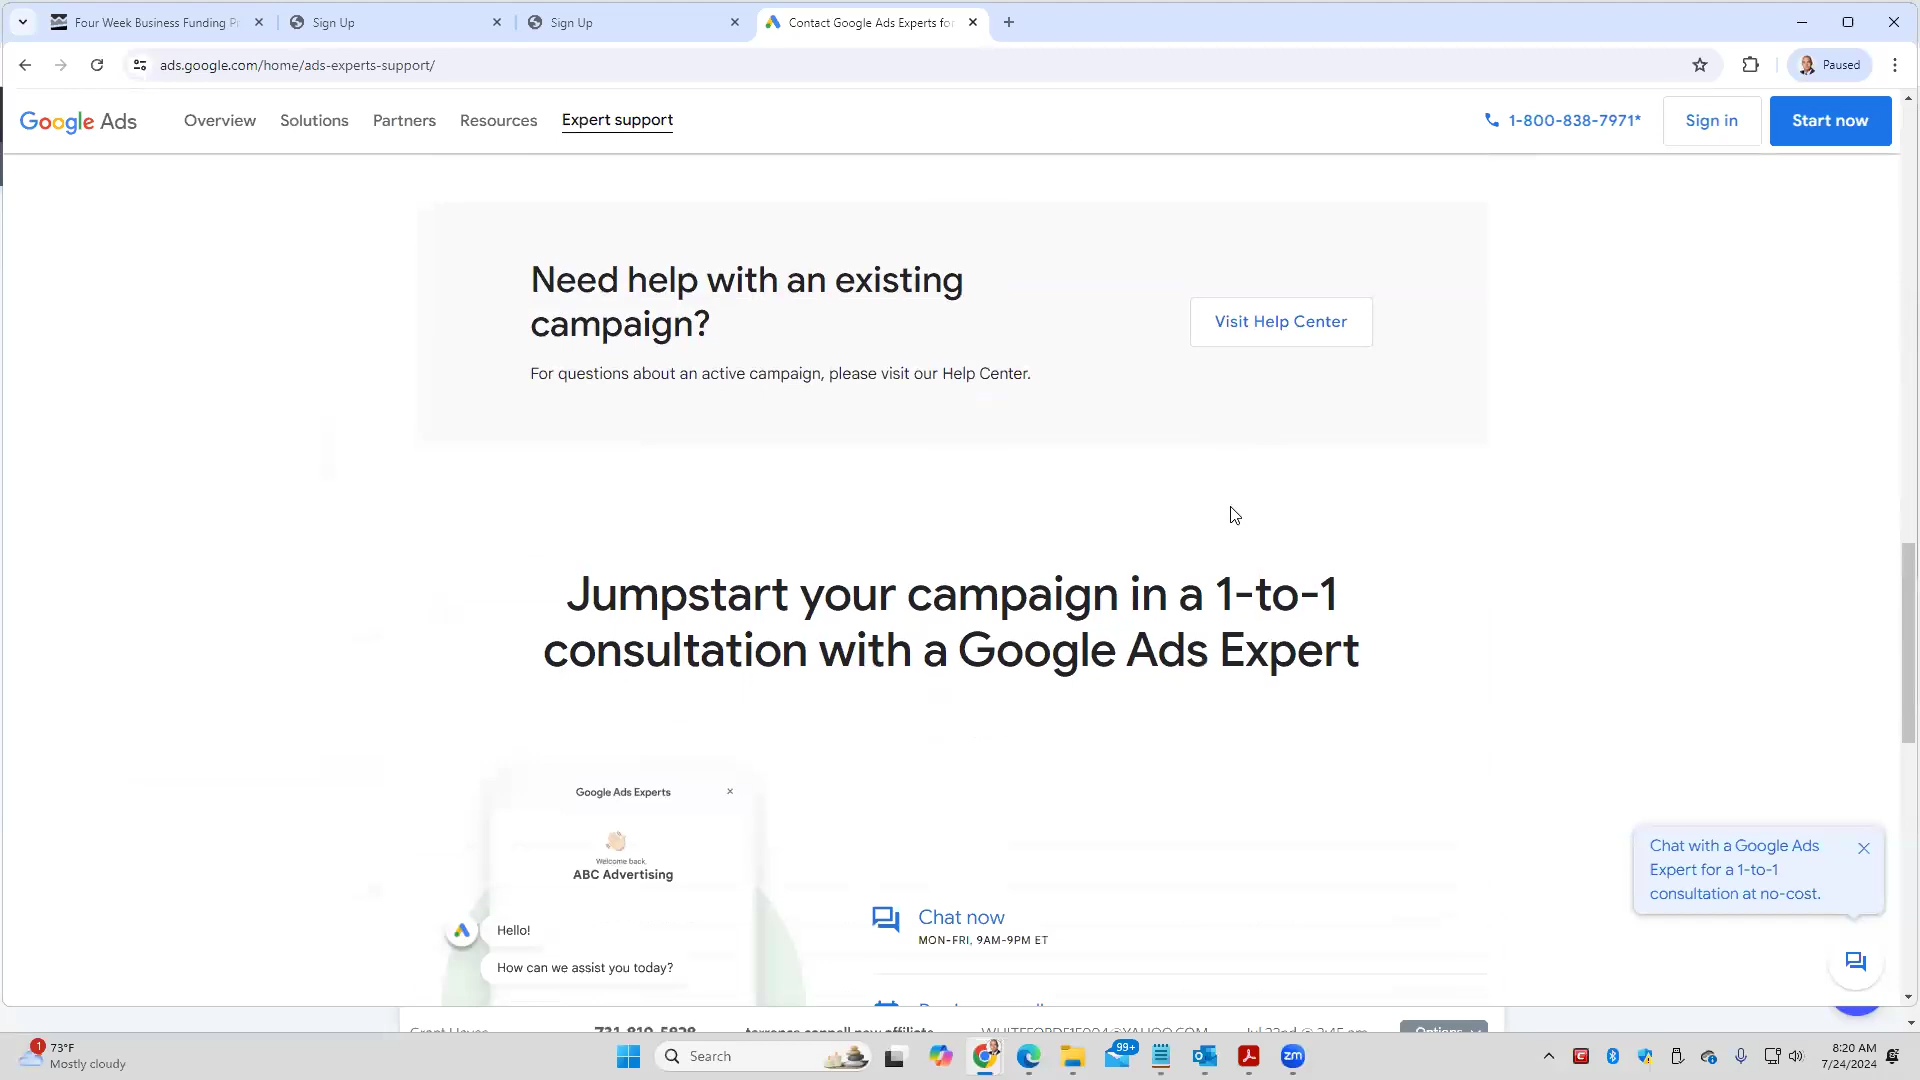 Four Week Business Funding P
Sign Up
Sign Up
Contact Google Ads Experts for
ads.google.com/home/ads-experts-support/
Paused
Google Ads
Overview
Solutions
Partners
Resources
Expert support
1-800-838-7971*
Sign in
Start now
Need help with an existing
campaign?
For questions about an active campaign, please visit our Help Center.
Visit Help Center
Jumpstart your campaign in a 1-to-1
consultation with a Google Ads Expert
Google Ads Experts
Welcome back,
ABC Advertising
Hello!
How can we assist you today?
Chat now
MON-FRI, 9AM-9PM ET
Chat with a Google Ads
Expert for a 1-to-1
consultation at no-cost.
1
73°F
Mostly cloudy
Search
99+
zm
8:20 AM
7/24/2024